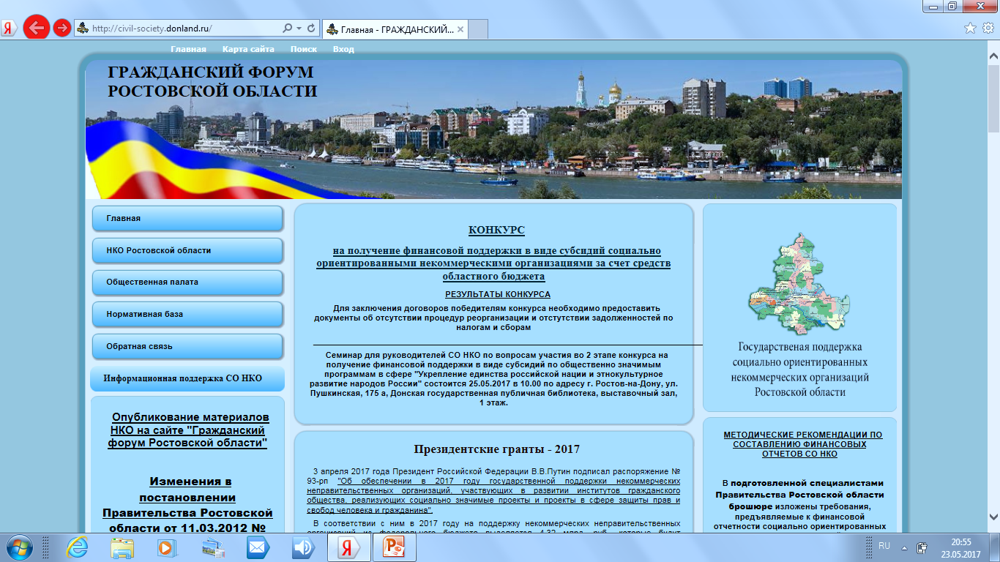 http://civil-society.donland.ru/
Главная - ГРАЖДАНСКИЙ...
Главная Карта сайта Поиск Вход
ГРАЖДАНСКИЙ ФОРУМ
РОСТОВСКОЙ ОБЛАСТИ
Главная
НКО Ростовской области
Общественная палата
Нормативная база
Обратная связь
Информационная поддержка СО НКО
Опубликование материалов
НКО на сайте "Гражданский
форум Ростовской области"
Изменения в
постановлении
Правительства Ростовской
области от 11.03.2012 №
КОНКУРС
на получение финансовой поддержки в виде субсидий социально
ориентированными некоммерческими организациями за счет средств
областного бюджета
РЕЗУЛЬТАТЫ КОНКУРСА
Для заключения договоров победителям конкурса необходимо предоставить
документы об отсутствии процедур реорганизации и отстутствии задолженностей по
налогам и сборам
Семинар для руководителей СО НКО по вопросам участия во 2 этапе конкурса на
получение финансовой поддержки в виде субсидий по общественно значимым
программам в сфере "Укрепление единства российской нации и этнокультурное
развитие народов России" состоится 25.05.2017 в 10.00 по адресу г. Ростов-на-Дону, ул.
Пушкинская, 175 а, Донская государственная публичная библиотека, выставочный зал,
1 этаж.
Президентские гранты - 2017
3 апреля 2017 года Президент Российской Федерации В.В.Путин подписал распоряжение №
93-рп "Об обеспечении в 2017 году государственной поддержки некоммерческих
неправительственных организаций, участвующих в развитии институтов гражданского
общества, реализующих социально значимые проекты и проекты в сфере защиты прав и
свобод человека и гражданина".
В соответствии с ним в 2017 году на поддержку некоммерческих неправительственных
Государственая поддержка
социально ориентированных
некоммерческих организаций
Ростовской области
МЕТОДИЧЕСКИЕ РЕКОМЕНДАЦИИ ПО
СОСТАВЛЕНИЮ ФИНАНСОВЫХ
ОТЧЕТОВ СО НКО
В подготовленной специалистами
Правительства Ростовской области
брошюре изложены требования,
предъявляемые к финансовой
отчетности социально ориентированных
RU
20:55
23.05.2017